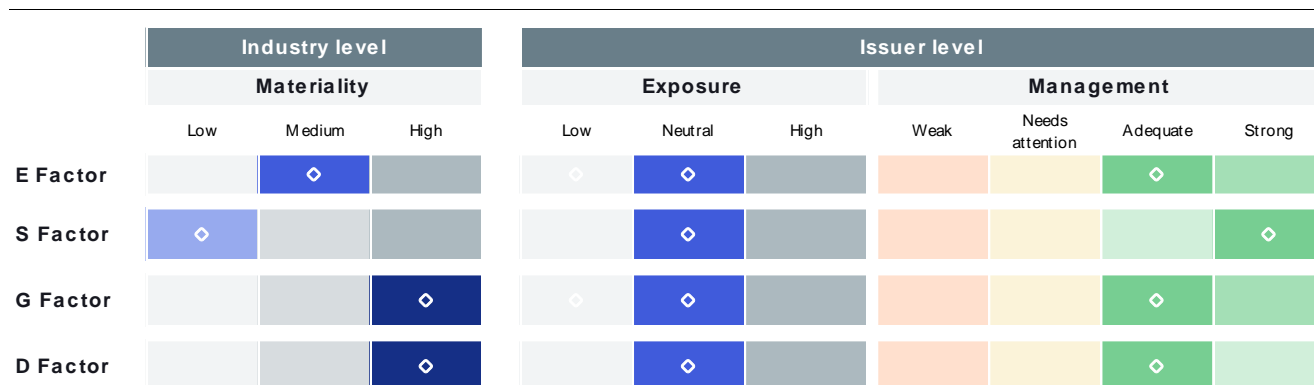 Industry level Issuer level
Materiality Exposure Management
Low Medium High Low Neutral High Weak Needs attention Adequate Strong
E Factor
S Factor
G Factor
D Factor